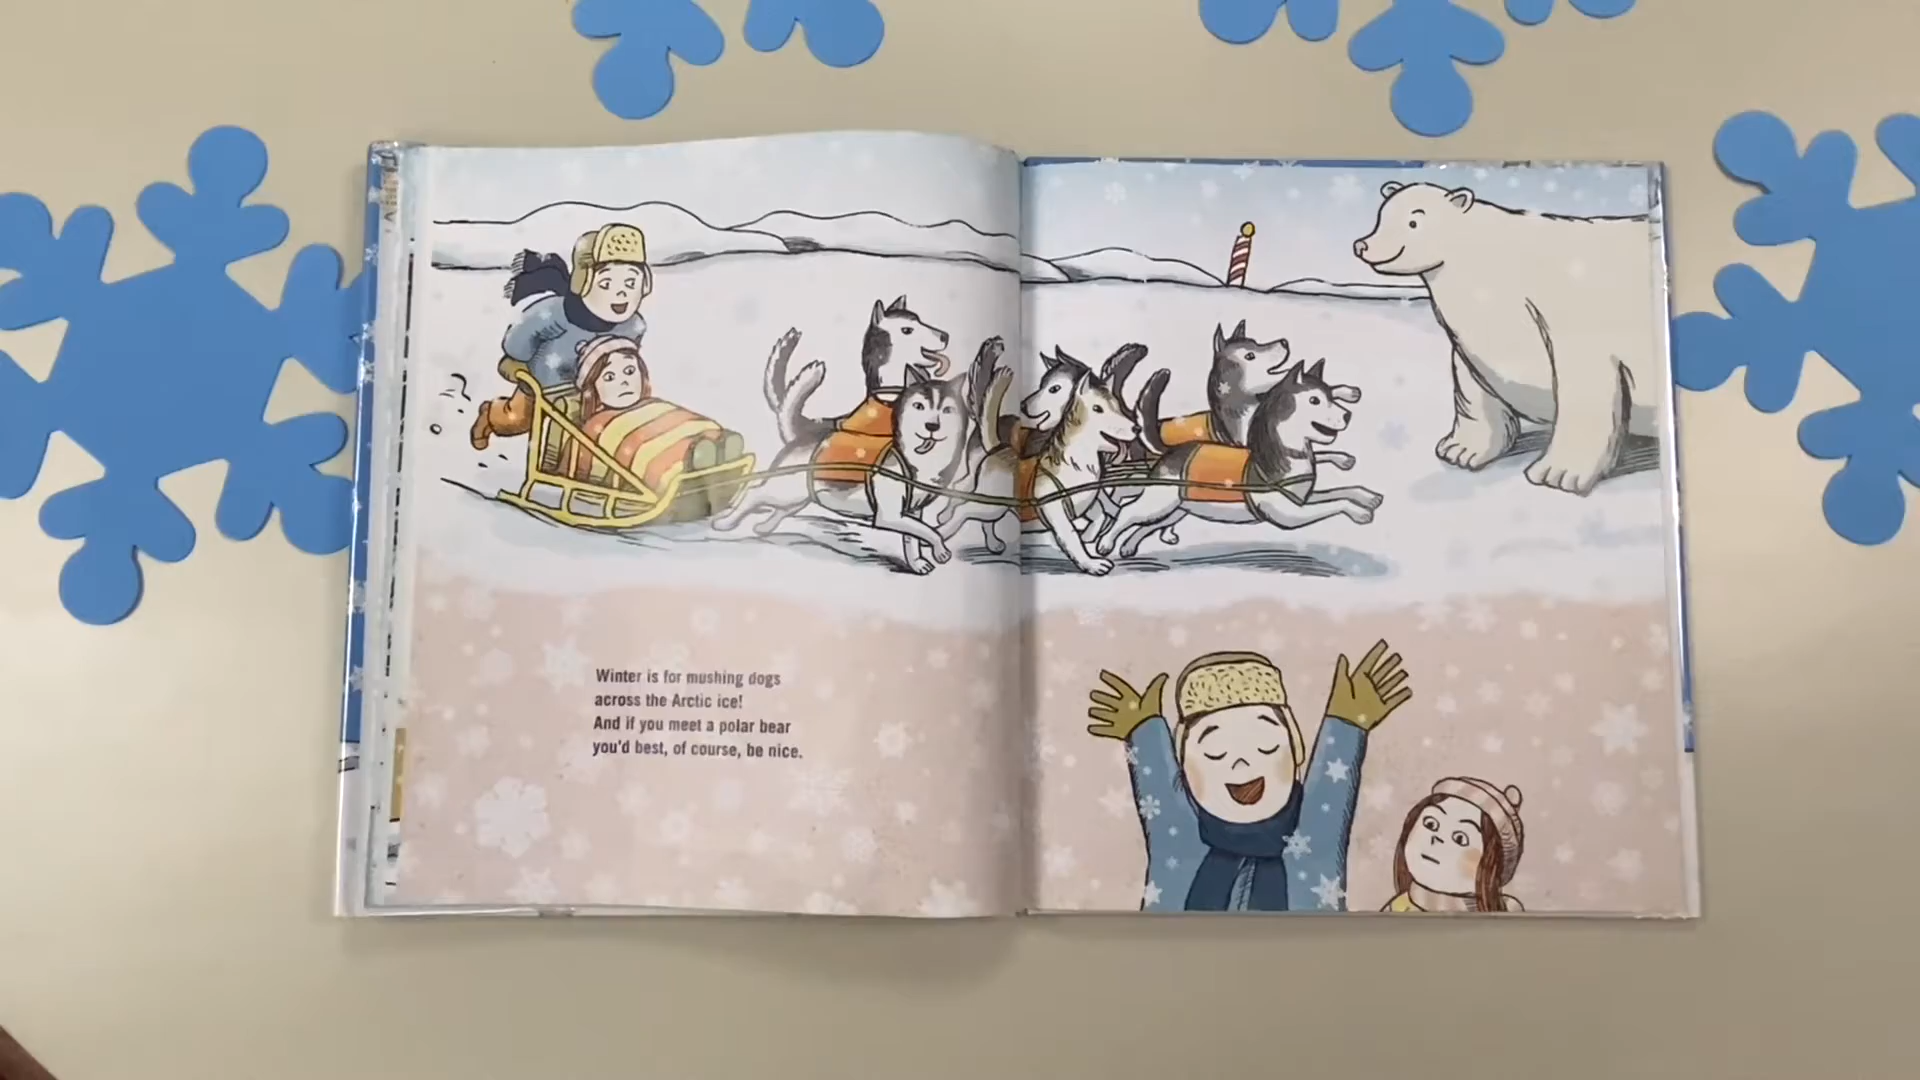 Winter is for mushing dogs
across the Arctic ice!
And if you meet a polar bear
you'd best, of course, be nice.